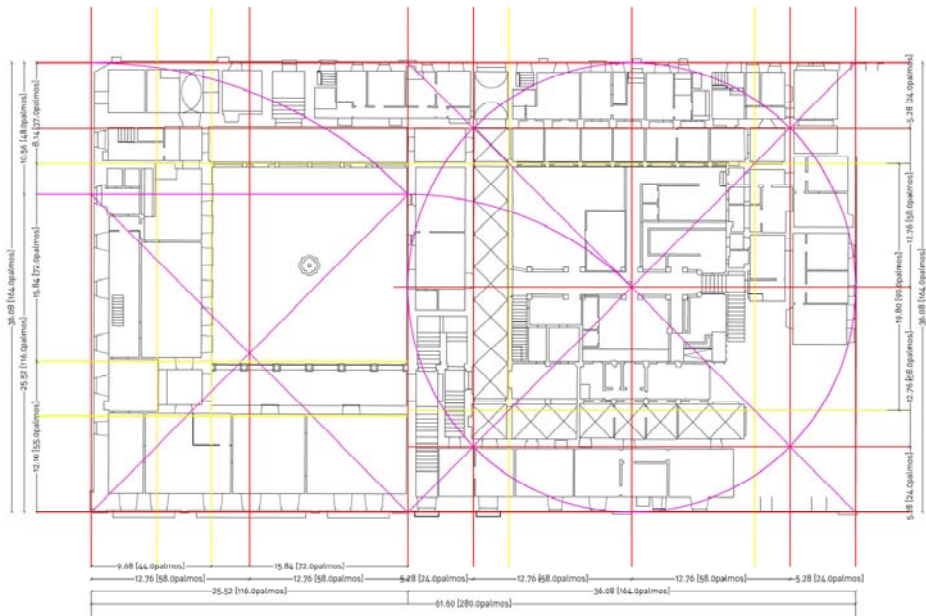 36.08 [164.0palmos]
10.56 [48.0palmos]
25.52 [116.0palmos]
8.14 [37.0palmos]
15.84 [72.0palmos]
12.10 [55.0palmos]
5.28 [24.0palmos]
12.76 [58.0palmos]
12.76 [58.0palmos]
5.28 [24.0palmos]
19.80 [90.0palmos]
36.08 [164.0palmos]
9.68 [44.0palmos]
15.84 [72.0palmos]
12.76 [58.0palmos]
12.76 [58.0palmos]
5.28 [24.0palmos]
12.76 [58.0palmos]
12.76 [58.0palmos]
5.28 [24.0palmos]
25.52 [116.0palmos]
36.08 [164.0palmos]
61.60 [280.0palmos]